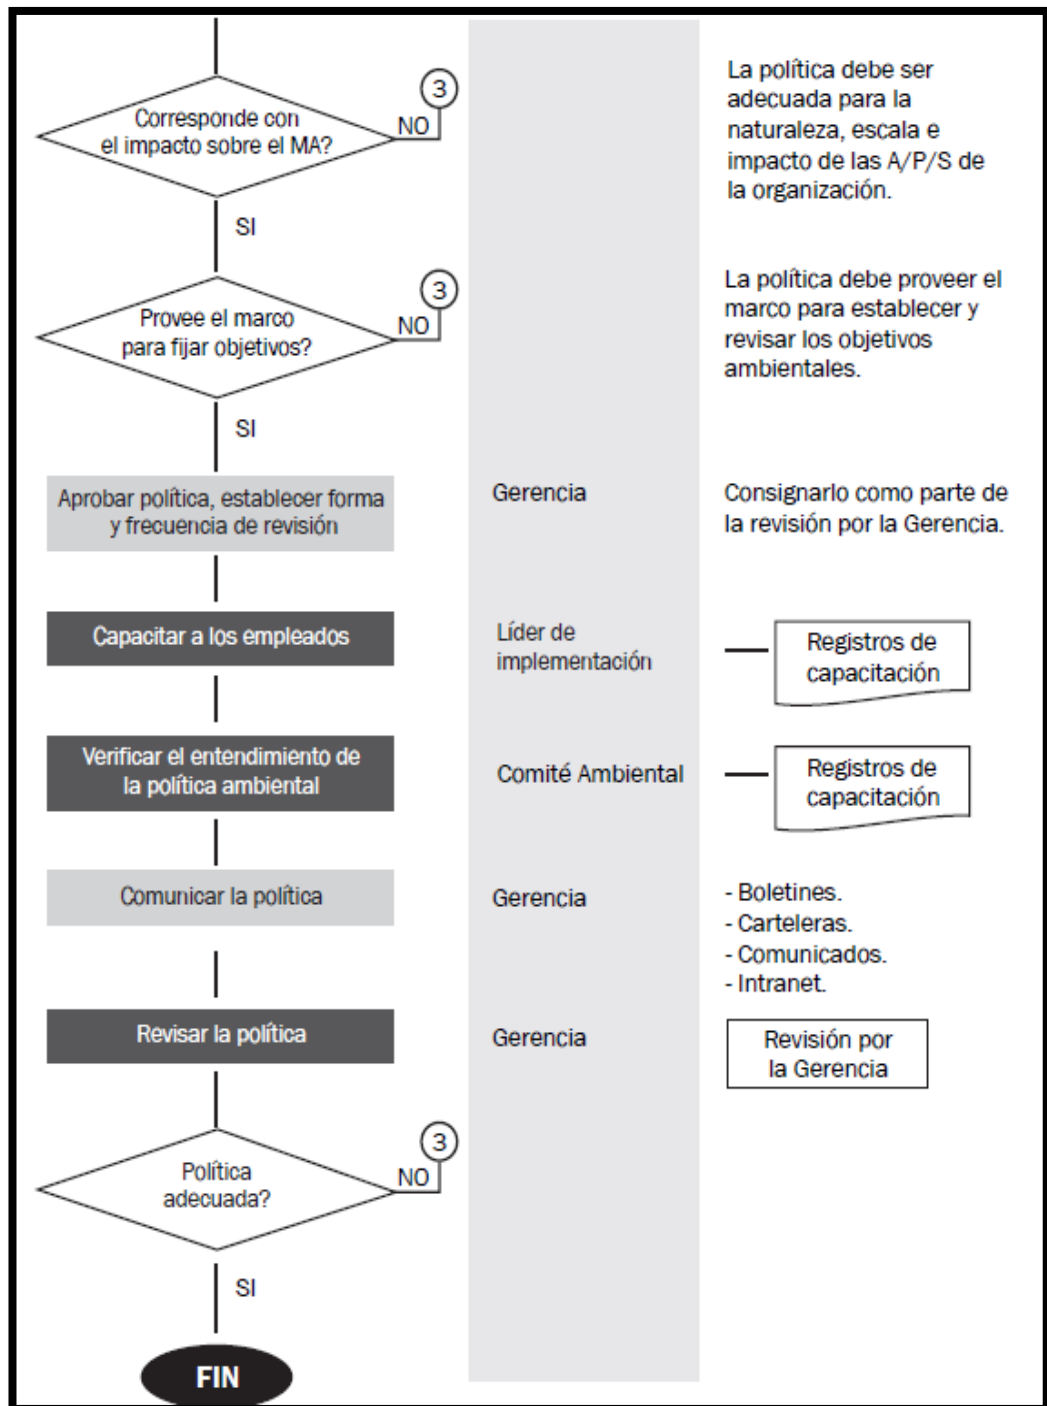 3
Corresponde con
el impacto sobre el MA?
NO
La política debe ser
adecuada para la
naturaleza, escala e
impacto de las A/P/S de
la organización.
SI
3
Provee el marco
para fijar objetivos?
NO
La política debe proveer el
marco para establecer y
revisar los objetivos
ambientales.
SI
Aprobar política, establecer forma
y frecuencia de revisión
Gerencia
Consignarlo como parte de
la revisión por la Gerencia.
Capacitar a los empleados
Líder de
implementación
Registros de
capacitación
Verificar el entendimiento de
la política ambiental
Comité Ambiental
Registros de
capacitación
Comunicar la política
Gerencia
- Boletines.
- Carteleras.
- Comunicados.
- Intranet.
Revisar la política
Gerencia
Revisión por
la Gerencia
3
Política
adecuada?
NO
SI
FIN